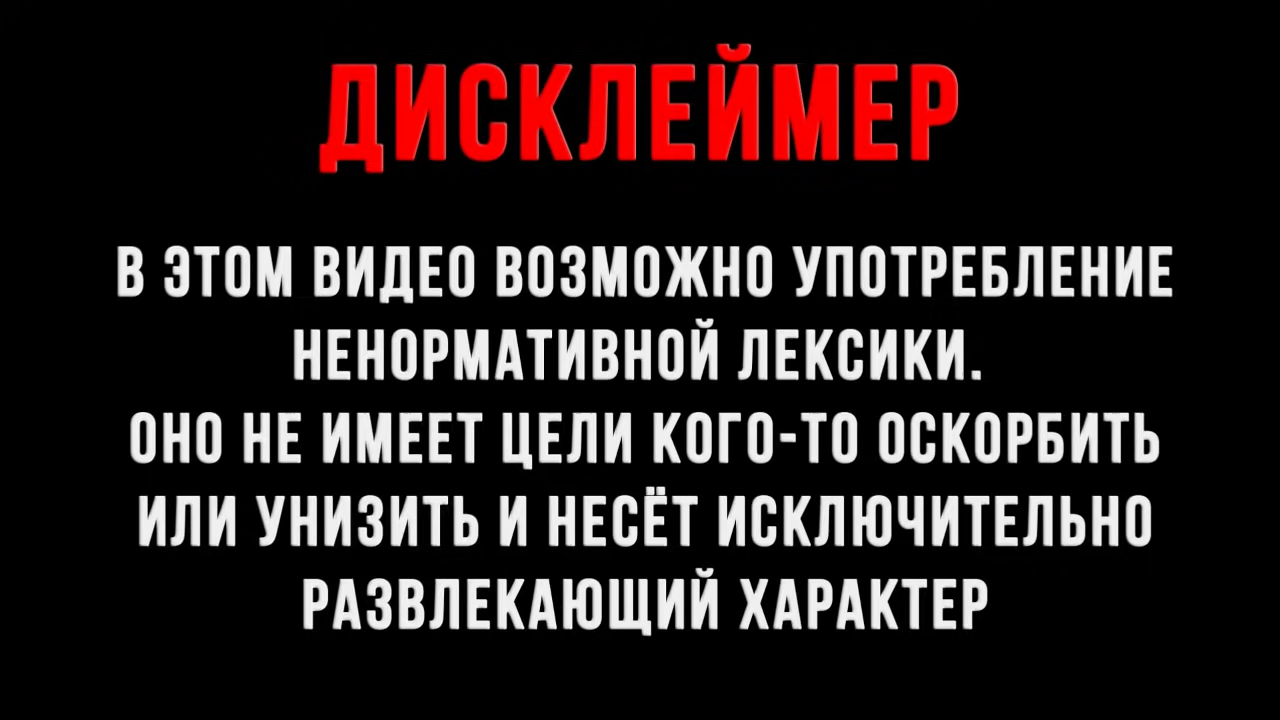 ДИСКЛЕЙМЕР
В ЭТОМ ВИДЕО ВОЗМОЖНО УПОТРЕБЛЕНИЕ
НЕНОРМАТИВНОЙ ЛЕКСИКИ.
ОНО НЕ ИМЕЕТ ЦЕЛИ КОГО-ТО ОСКОРБИТЬ
ИЛИ УНИЗИТЬ И НЕСЁТ ИСКЛЮЧИТЕЛЬНО
РАЗВЛЕКАЮЩИЙ ХАРАКТЕР